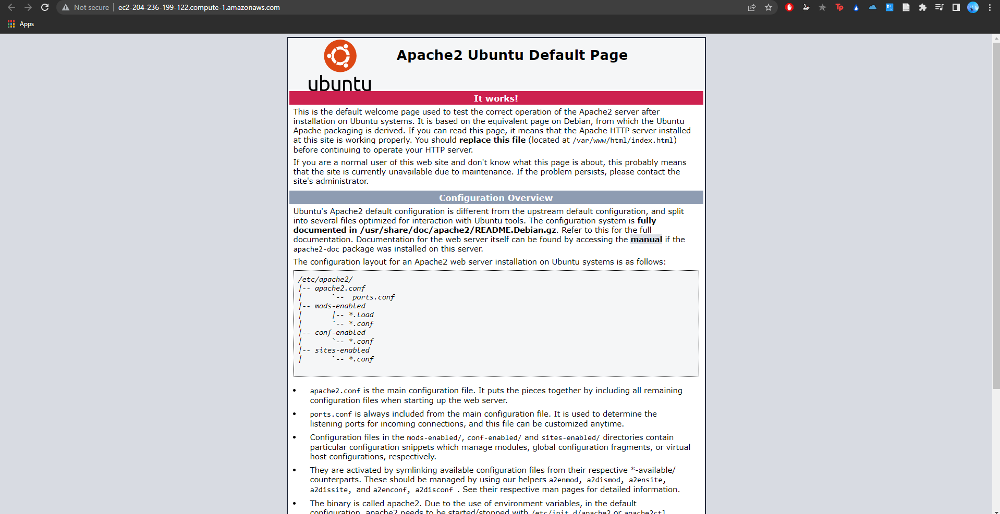 Not secure
ec2-204-236-199-122.compute-1.amazonaws.com
Tp
Apps
ubuntu
Apache2 Ubuntu Default Page
It works!
This is the default welcome page used to test the correct operation of the Apache2 server after
installation on Ubuntu systems. It is based on the equivalent page on Debian, from which the Ubuntu
Apache packaging is derived. If you can read this page, it means that the Apache HTTP server installed
at this site is working properly. You should replace this file (located at /var/www/html/index.html)
before continuing to operate your HTTP server.
If you are a normal user of this web site and don't know what this page is about, this probably means
that the site is currently unavailable due to maintenance. If the problem persists, please contact the
site's administrator.
Configuration Overview
Ubuntu's Apache2 default configuration is different from the upstream default configuration, and split
into several files optimized for interaction with Ubuntu tools. The configuration system is fully
documented in /usr/share/doc/apache2/README.Debian.gz. Refer to this for the full
documentation. Documentation for the web server itself can be found by accessing the manual if the
apache2-doc package was installed on this server.
The configuration layout for an Apache2 web server installation on Ubuntu systems is as follows:
/etc/apache2/
|-- apache2.conf
|       `--  ports.conf
|-- mods-enabled
|       |-- *.load
|       `-- *.conf
|-- conf-enabled
|       `-- *.conf
|-- sites-enabled
|       `-- *.conf
• apache2.conf is the main configuration file. It puts the pieces together by including all remaining
configuration files when starting up the web server.
• ports.conf is always included from the main configuration file. It is used to determine the
listening ports for incoming connections, and this file can be customized anytime.
• Configuration files in the mods-enabled/, conf-enabled/ and sites-enabled/ directories contain
particular configuration snippets which manage modules, global configuration fragments, or virtual
host configurations, respectively.
• They are activated by symlinking available configuration files from their respective *-available/
counterparts. These should be managed by using our helpers a2enmod, a2dismod, a2ensite,
a2dissite, and a2enconf, a2disconf . See their respective man pages for detailed information.
• The binary is called apache2. Due to the use of environment variables, in the default
configuration, apache2 needs to be started/stopped with /etc/init.d/apache2 or apache2ctl.